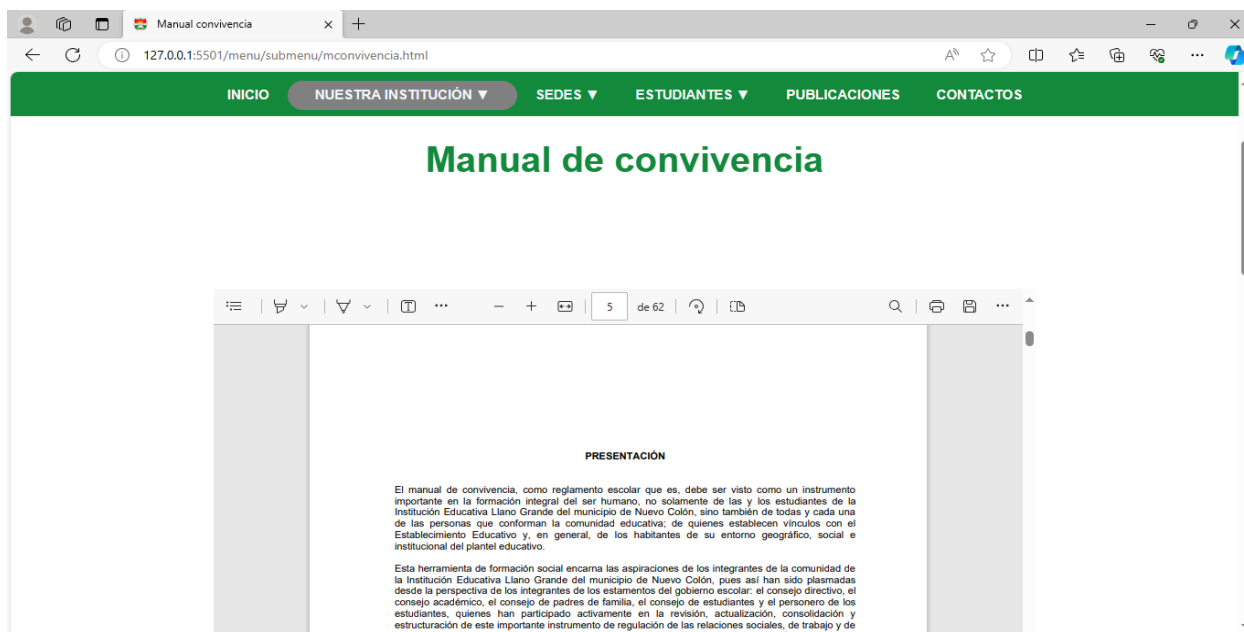 Manual convivencia
127.0.0.1:5501/menu/submenu/mconvivencia.html
INICIO NUESTRA INSTITUCIÓN ▼ SEDES ▼ ESTUDIANTES ▼ PUBLICACIONES CONTACTOS
Manual de convivencia
5 de 62
PRESENTACIÓN
El manual de convivencia, como reglamento escolar que es, debe ser visto como un instrumento
importante en la formación integral del ser humano, no solamente de las y los estudiantes de la
Institución Educativa Llano Grande del municipio de Nuevo Colón, sino también de todas y cada una
de las personas que conforman la comunidad educativa; de quienes establecen vínculos con el
Establecimiento Educativo y, en general, de los habitantes de su entorno geográfico, social e
institucional del plantel educativo.
Esta herramienta de formación social encarna las aspiraciones de los integrantes de la comunidad de
la Institución Educativa Llano Grande del municipio de Nuevo Colón, pues así han sido plasmadas
desde la perspectiva de los integrantes de los estamentos del gobierno escolar: el consejo directivo, el
consejo académico, el consejo de padres de familia, el consejo de estudiantes y el personero de los
estudiantes, quienes han participado activamente en la revisión, actualización, consolidación y
estructuración de este importante instrumento de regulación de las relaciones sociales, de trabajo y de